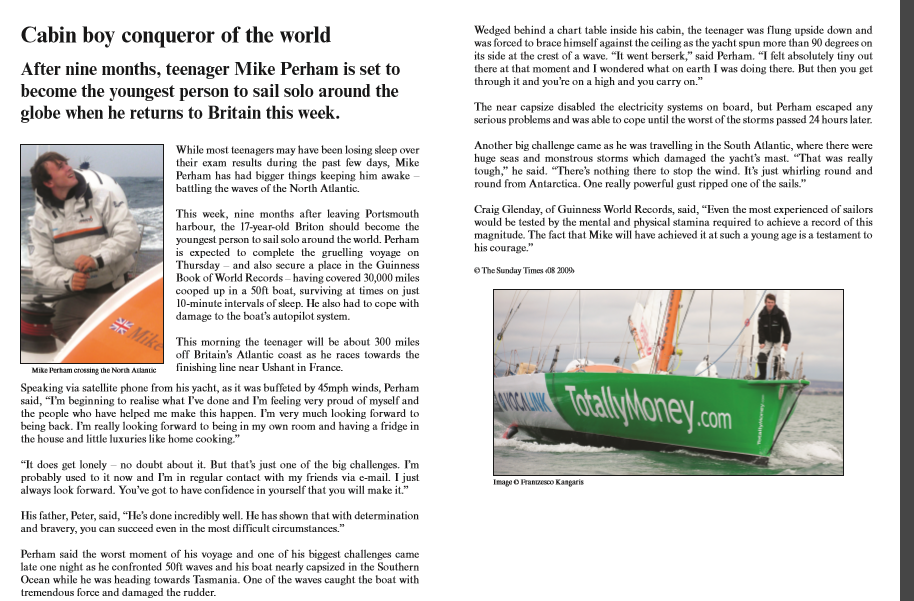 Cabin boy conqueror of the world
After nine months, teenager Mike Perham is set to
become the youngest person to sail solo around the
globe when he returns to Britain this week.
While most teenagers may have been losing sleep over
their exam results during the past few days, Mike
Perham has had bigger things keeping him awake –
battling the waves of the North Atlantic.
This week, nine months after leaving Portsmouth
harbour, the 17-year-old Briton should become the
youngest person to sail solo around the world. Perham
is expected to complete the gruelling voyage on
Thursday – and also secure a place in the Guinness
Book of World Records – having covered 30,000 miles
cooped up in a 50ft boat, surviving at times on just
10-minute intervals of sleep. He also had to cope with
damage to the boat's autopilot system.
This morning the teenager will be about 300 miles
off Britain's Atlantic coast as he races towards the
finishing line near Ushant in France.
Mike
Mike Perham crossing the North Atlantic
Speaking via satellite phone from his yacht, as it was buffeted by 45mph winds, Perham
said, “I'm beginning to realise what I've done and I'm feeling very proud of myself and
the people who have helped me make this happen. I'm very much looking forward to
being back. I'm really looking forward to being in my own room and having a fridge in
the house and little luxuries like home cooking.”
“It does get lonely – no doubt about it. But that's just one of the big challenges. I'm
probably used to it now and I'm in regular contact with my friends via e-mail. I just
always look forward. You've got to have confidence in yourself that you will make it.”
His father, Peter, said, “He's done incredibly well. He has shown that with determination
and bravery, you can succeed even in the most difficult circumstances.”
Perham said the worst moment of his voyage and one of his biggest challenges came
late one night as he confronted 50ft waves and his boat nearly capsized in the Southern
Ocean while he was heading towards Tasmania. One of the waves caught the boat with
tremendous force and damaged the rudder.
Wedged behind a chart table inside his cabin, the teenager was flung upside down and
was forced to brace himself against the ceiling as the yacht spun more than 90 degrees on
its side at the crest of a wave. “It went berserk,” said Perham. “I felt absolutely tiny out
there at that moment and I wondered what on earth I was doing there. But then you get
through it and you're on a high and you carry on.”
The near capsize disabled the electricity systems on board, but Perham escaped any
serious problems and was able to cope until the worst of the storms passed 24 hours later.
Another big challenge came as he was travelling in the South Atlantic, where there were
huge seas and monstrous storms which damaged the yacht's mast. “That was really
tough,” he said. “There's nothing there to stop the wind. It's just whirling round and
round from Antarctica. One really powerful gust ripped one of the sails.”
Craig Glenday, of Guinness World Records, said, “Even the most experienced of sailors
would be tested by the mental and physical stamina required to achieve a record of this
magnitude. The fact that Mike will have achieved it at such a young age is a testament to
his courage.”
© The Sunday Times (08 2009)
VOCALINK
TotallyMoney.com
TotallyMoney.com
Image © Frantzesco Kangaris